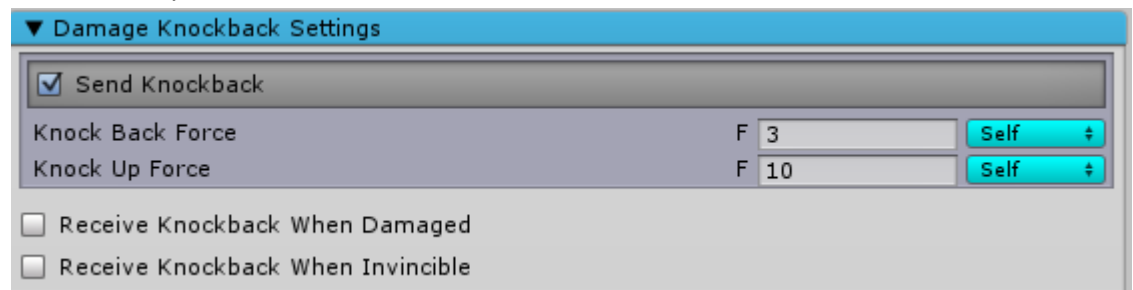 ▼ Damage Knockback Settings
Send Knockback
Knock Back Force F 3 Self
Knock Up Force F 10 Self
Receive Knockback When Damaged
Receive Knockback When Invincible